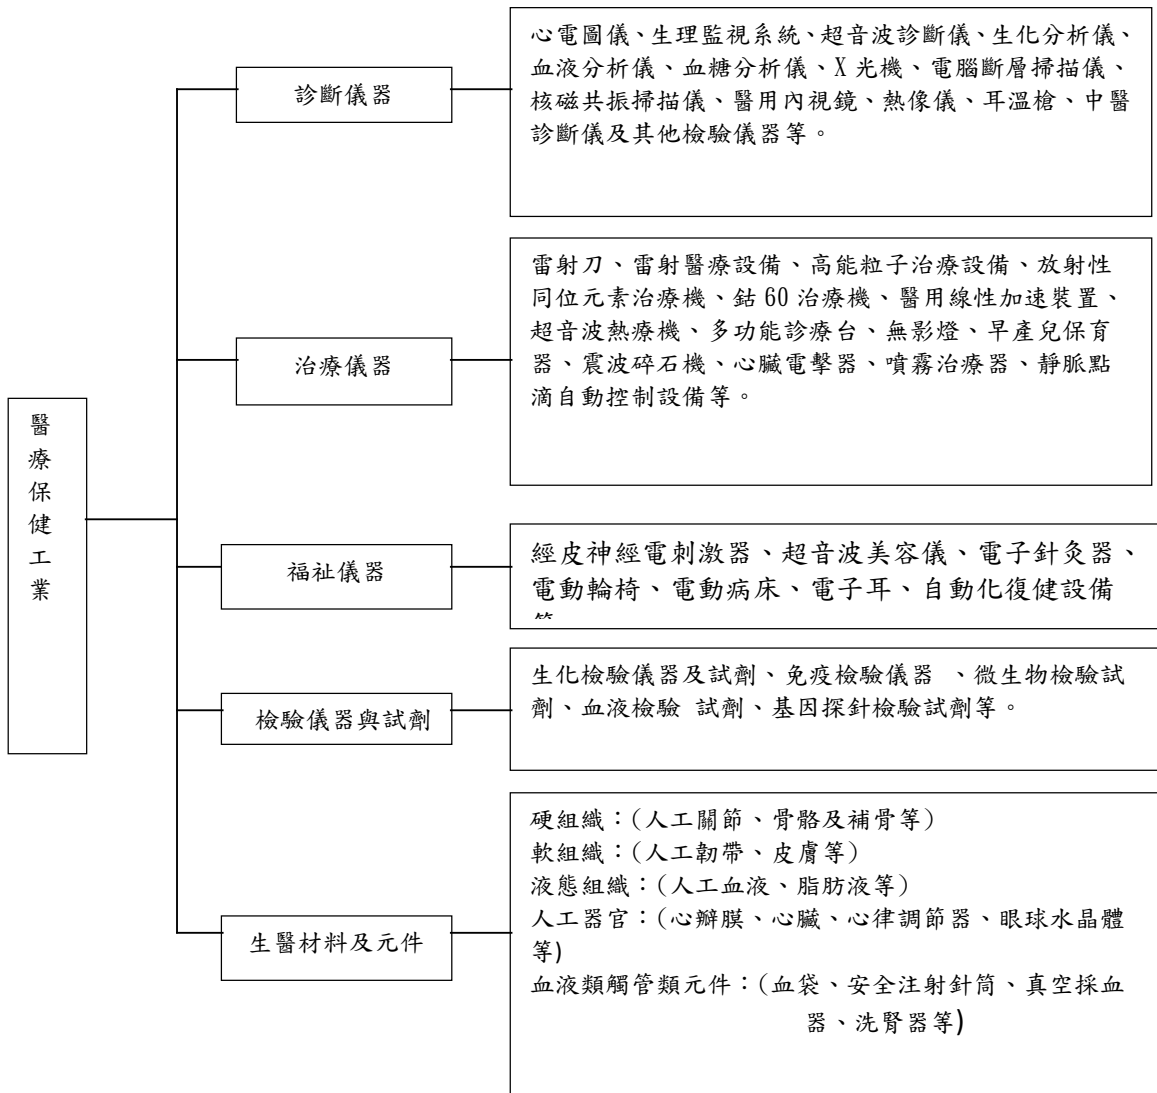 醫療保健工業
診斷儀器
心電圖儀、生理監視系統、超音波診斷儀、生化分析儀、
血液分析儀、血糖分析儀、X 光機、電腦斷層掃描儀、
核磁共振掃描儀、醫用內視鏡、熱像儀、耳溫槍、中醫
診斷儀及其他檢驗儀器等。
治療儀器
雷射刀、雷射醫療設備、高能粒子治療設備、放射性
同位元素治療機、鈷 60 治療機、醫用線性加速裝置、
超音波熱療機、多功能診療台、無影燈、早產兒保育
器、震波碎石機、心臟電擊器、噴霧治療器、靜脈點
滴自動控制設備等。
福祉儀器
經皮神經電刺激器、超音波美容儀、電子針灸器、
電動輪椅、電動病床、電子耳、自動化復健設備
檢驗儀器與試劑
生化檢驗儀器及試劑、免疫檢驗儀器 、微生物檢驗試
劑、血液檢驗 試劑、基因探針檢驗試劑等。
生醫材料及元件
硬組織：(人工關節、骨骼及補骨等)
軟組織：(人工韌帶、皮膚等)
液態組織：(人工血液、脂肪液等)
人工器官：(心瓣膜、心臟、心律調節器、眼球水晶體
等)
血液類觸管類元件：(血袋、安全注射針筒、真空採血
器、洗腎器等)